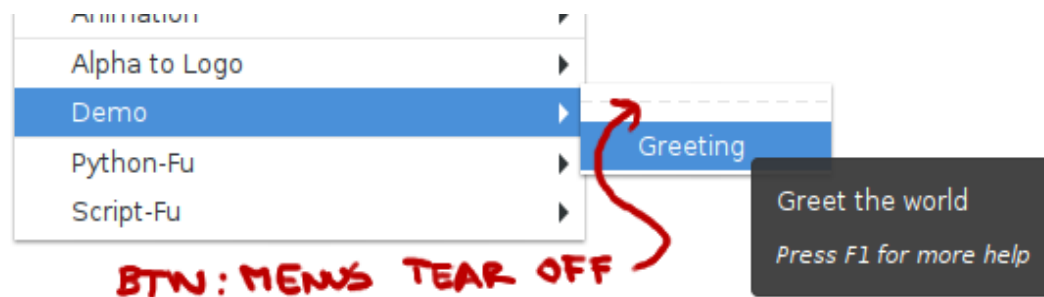 Animation
Alpha to Logo
Demo
Greeting
Python-Fu
Greet the world
Script-Fu
Press F1 for more help
BTW: MENUS TEAR OFF